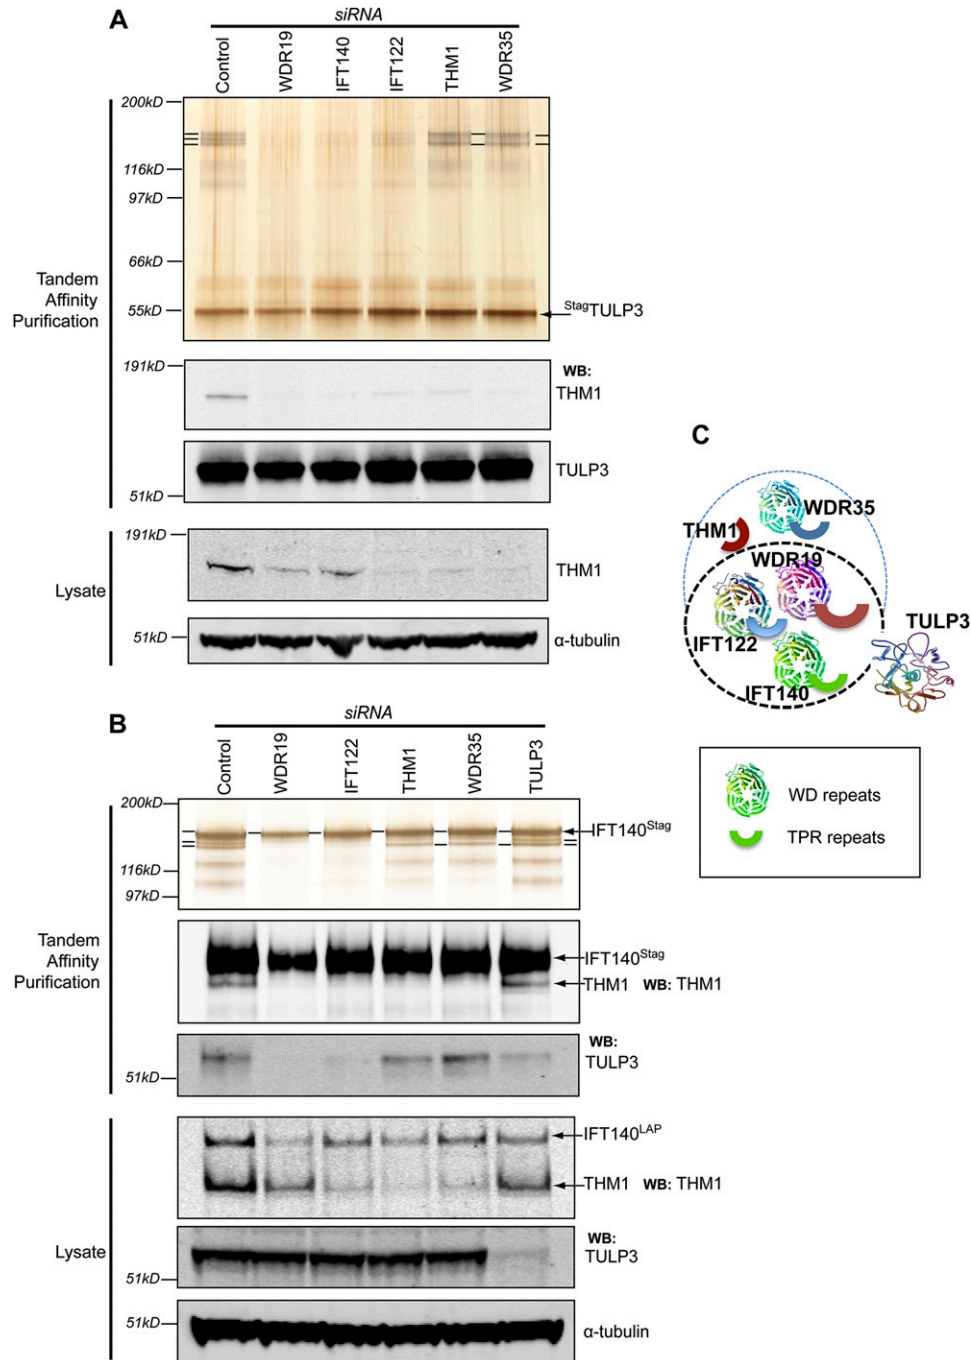 A
siRNA
Control
WDR19
IFT140
IFT122
THM1
WDR35
200kD
116kD
97kD
66kD
55kD
StagTULP3
Tandem
Affinity
Purification
191kD
WB:
THM1
TULP3
51kD
191kD
THM1
Lysate
51kD
α-tubulin
B
siRNA
Control
WDR19
IFT122
THM1
WDR35
TULP3
200kD
IFT140Stag
116kD
97kD
Tandem
Affinity
Purification
IFT140Stag
THM1 WB: THM1
WB:
TULP3
51kD
IFT140LAP
THM1 WB: THM1
Lysate
WB:
TULP3
51kD
51kD
α-tubulin
C
WDR35
THM1
WDR19
TULP3
IFT122
IFT140
WD repeats
TPR repeats